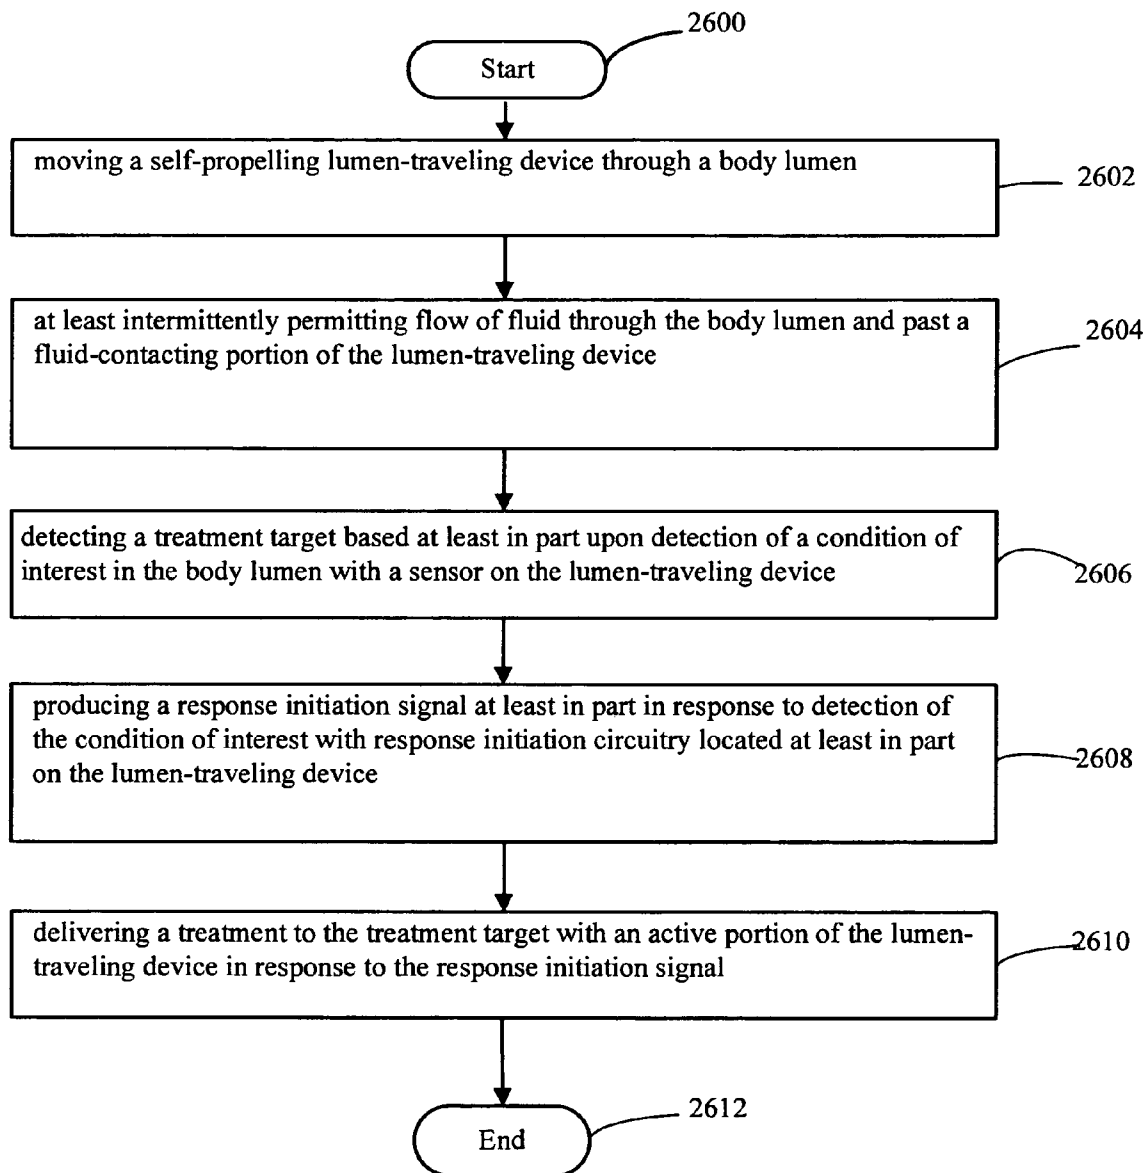 2600
Start
moving a self-propelling lumen-traveling device through a body lumen
2602
at least intermittently permitting flow of fluid through the body lumen and past a
fluid-contacting portion of the lumen-traveling device
2604
detecting a treatment target based at least in part upon detection of a condition of
interest in the body lumen with a sensor on the lumen-traveling device
2606
producing a response initiation signal at least in part in response to detection of
the condition of interest with response initiation circuitry located at least in part
on the lumen-traveling device
2608
delivering a treatment to the treatment target with an active portion of the lumen-
traveling device in response to the response initiation signal
2610
2612
End